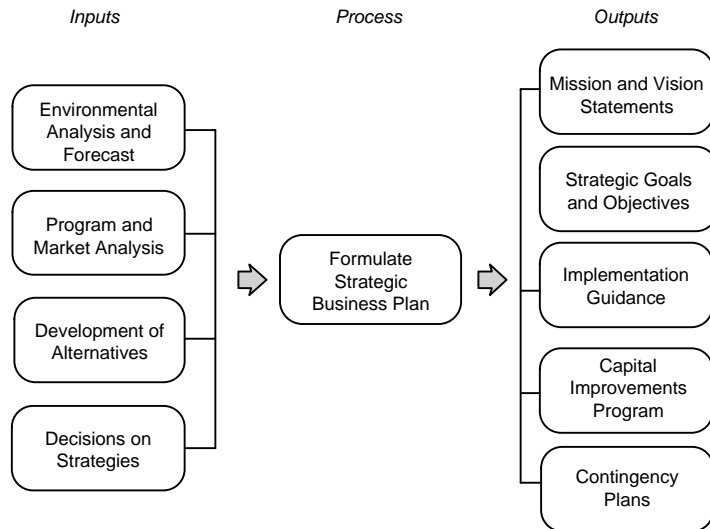 Inputs
Process
Outputs
Environmental
Analysis and
Forecast
Program and
Market Analysis
Development of
Alternatives
Decisions on
Strategies
Formulate
Strategic
Business Plan
Mission and Vision
Statements
Strategic Goals
and Objectives
Implementation
Guidance
Capital
Improvements
Program
Contingency
Plans